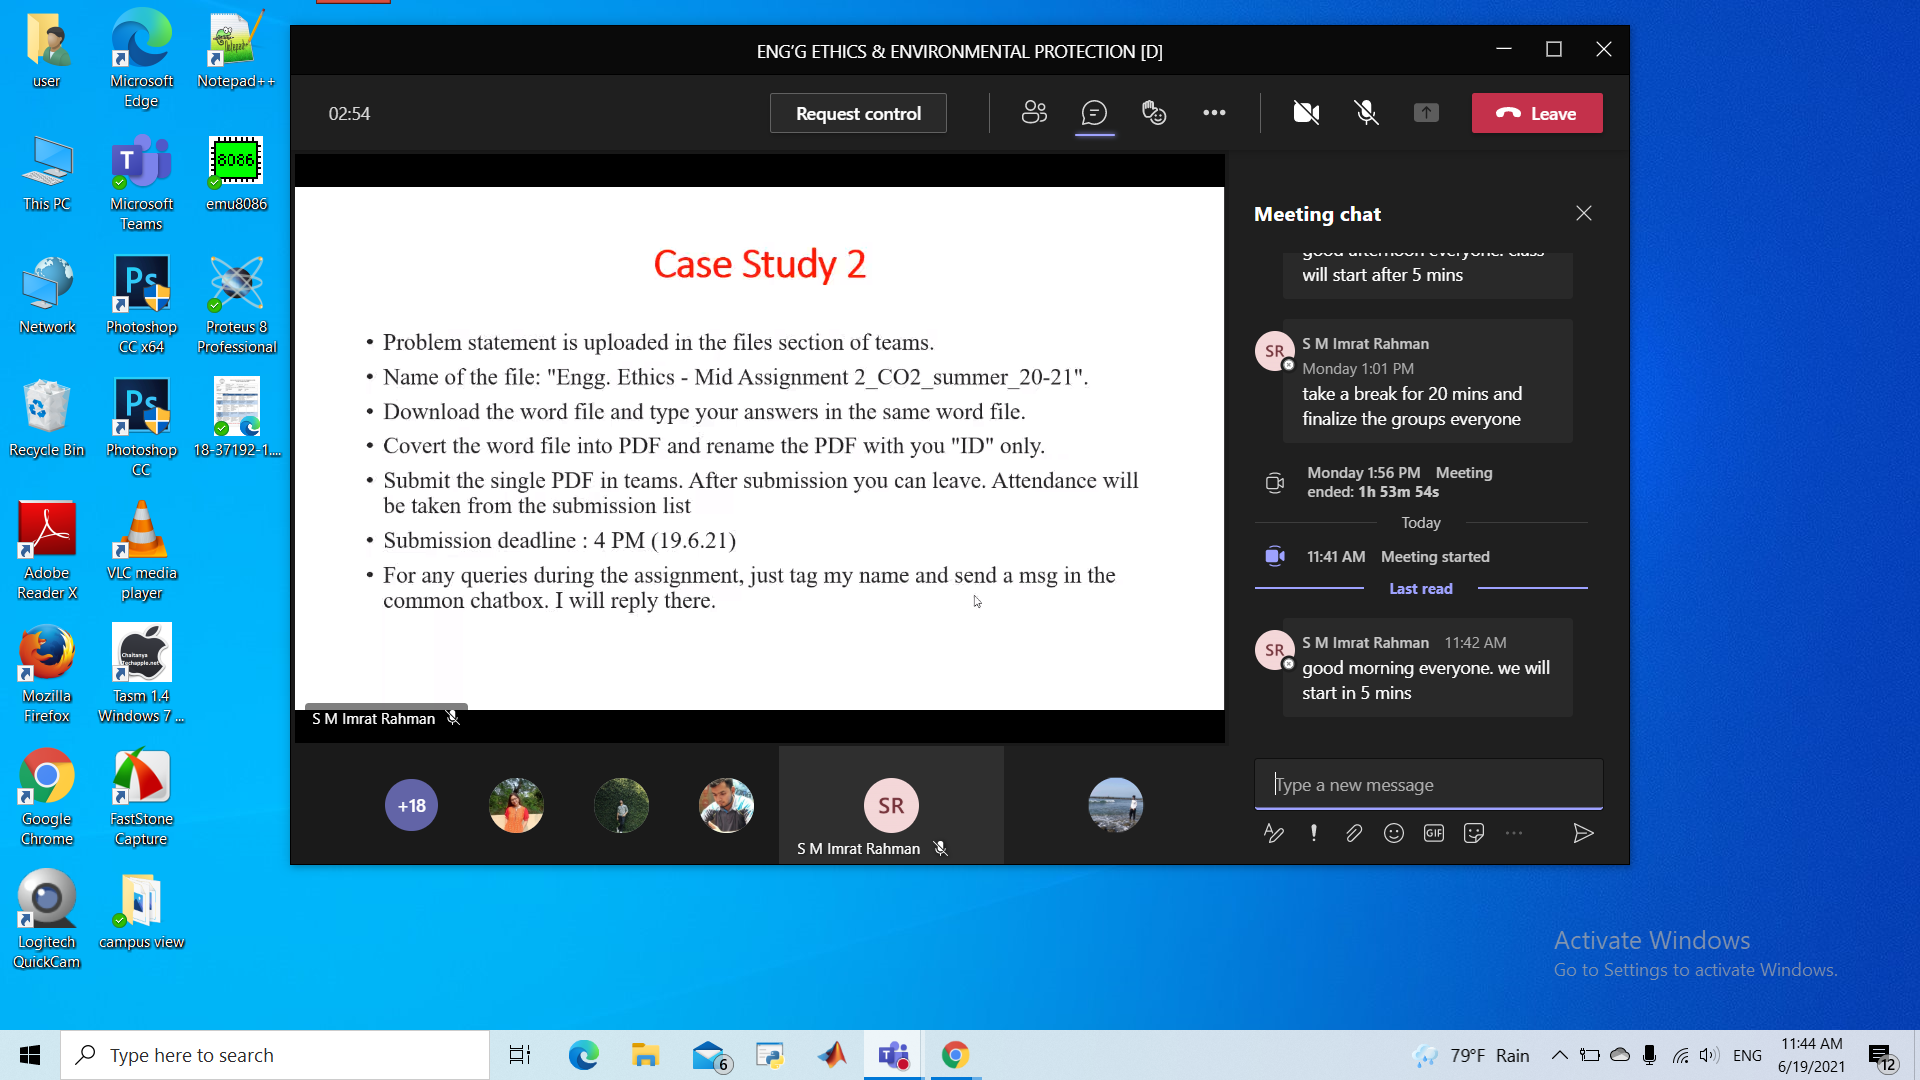 user
Microsoft
Edge
Notepad++
This PC
Microsoft
Teams
8086
emu8086
Network
Ps
Photoshop
CC x64
Proteus 8
Professional
Recycle Bin
Ps
Photoshop
CC
18-37192-1....
Adobe
Reader X
VLC media
player
Mozilla
Firefox
Chaitanya
Techapple.net
Tasm 1.4
Windows 7 ...
Google
Chrome
FastStone
Capture
Logitech
QuickCam
campus view
ENG’G ETHICS & ENVIRONMENTAL PROTECTION [D]
02:54
Request control
Leave
Case Study 2
• Problem statement is uploaded in the files section of teams.
• Name of the file: "Engg. Ethics - Mid Assignment 2_CO2_summer_20-21".
• Download the word file and type your answers in the same word file.
• Covert the word file into PDF and rename the PDF with you "ID" only.
• Submit the single PDF in teams. After submission you can leave. Attendance will
be taken from the submission list
• Submission deadline : 4 PM (19.6.21)
• For any queries during the assignment, just tag my name and send a msg in the
common chatbox. I will reply there.
S M Imrat Rahman
+18
SR
S M Imrat Rahman
Meeting chat
good afternoon everyone. class
will start after 5 mins
SR
S M Imrat Rahman
Monday 1:01 PM
take a break for 20 mins and
finalize the groups everyone
Monday 1:56 PM Meeting
ended: 1h 53m 54s
Today
11:41 AM Meeting started
Last read
SR
S M Imrat Rahman 11:42 AM
good morning everyone. we will
start in 5 mins
Type a new message
GIF
Activate Windows
Go to Settings to activate Windows.
Type here to search
6
79°F Rain
ENG
11:44 AM
6/19/2021
12